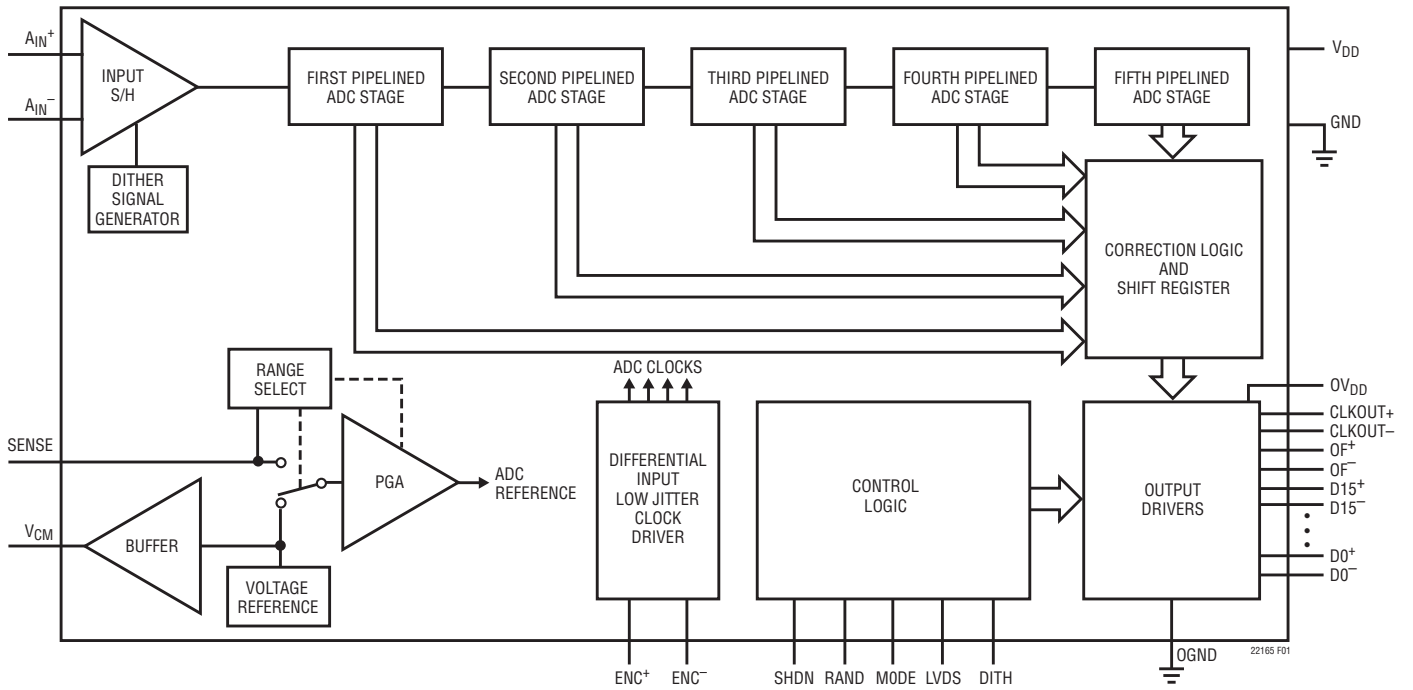 AIN+
AIN–
INPUT
S/H
DITHER
SIGNAL
GENERATOR
FIRST PIPELINED
ADC STAGE
SECOND PIPELINED
ADC STAGE
THIRD PIPELINED
ADC STAGE
FOURTH PIPELINED
ADC STAGE
FIFTH PIPELINED
ADC STAGE
VDD
GND
CORRECTION LOGIC
AND
SHIFT REGISTER
RANGE
SELECT
SENSE
PGA
ADC
REFERENCE
VCM
BUFFER
VOLTAGE
REFERENCE
ADC CLOCKS
DIFFERENTIAL
INPUT
LOW JITTER
CLOCK
DRIVER
CONTROL
LOGIC
OUTPUT
DRIVERS
OVDD
CLKOUT+
CLKOUT–
OF+
OF–
D15+
D15–
D0+
D0–
ENC+
ENC–
SHDN
RAND
MODE
LVDS
DITH
OGND
22165 F01